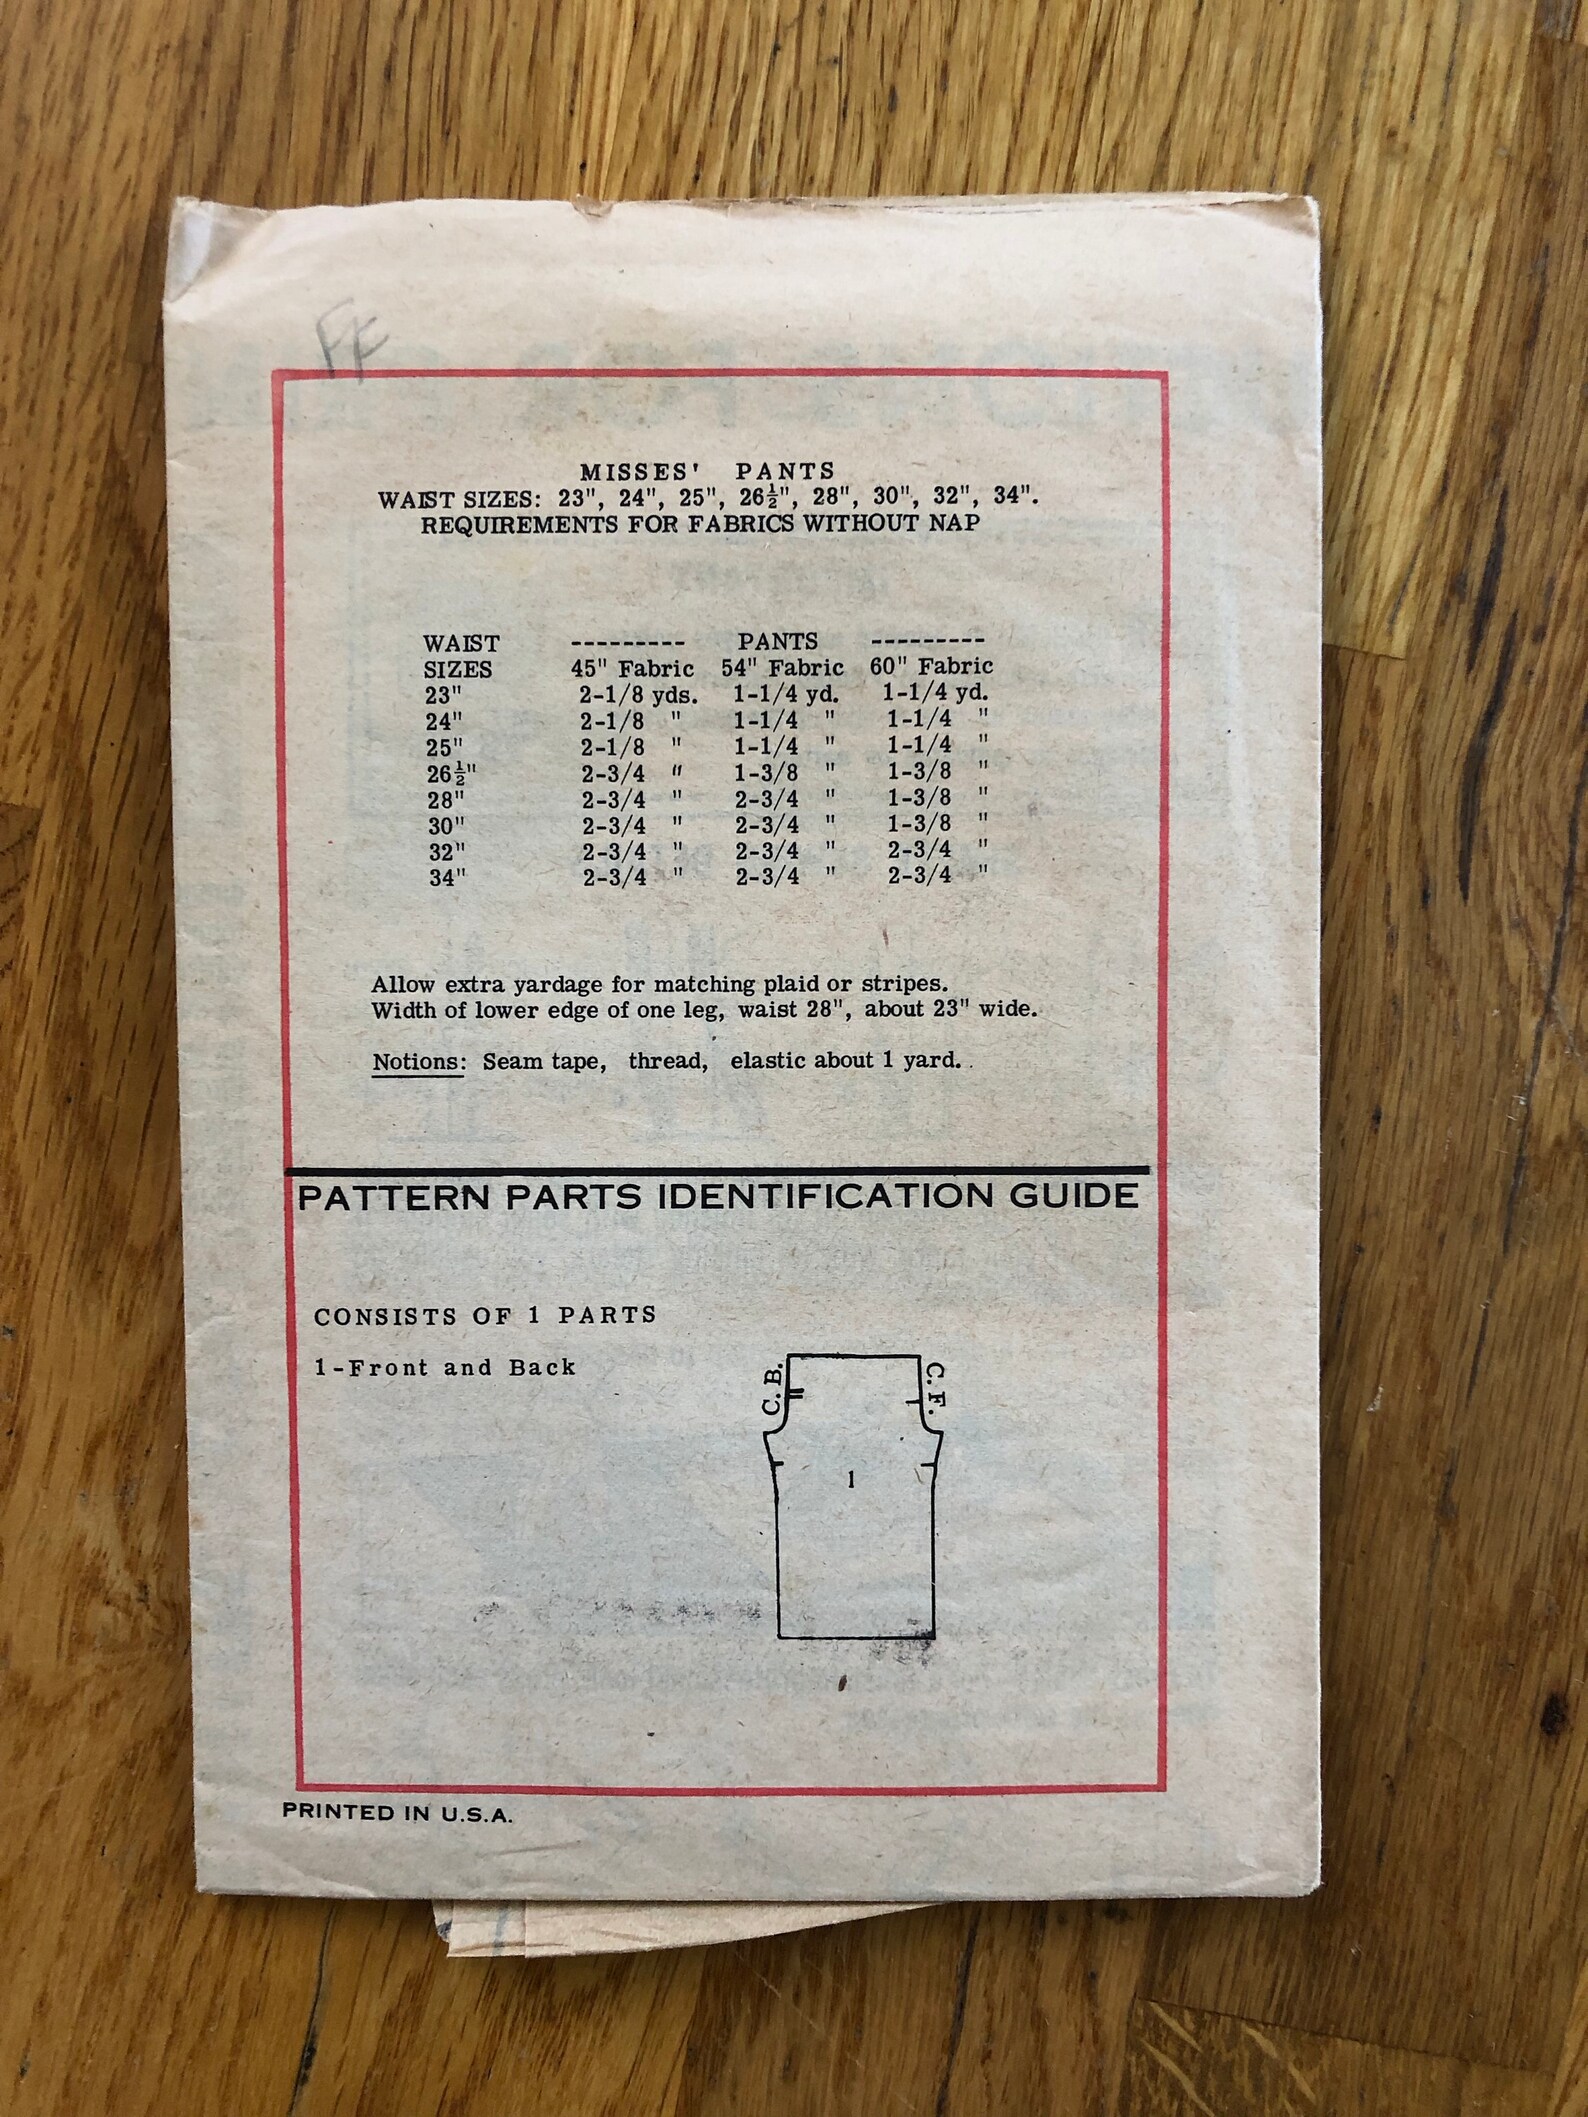 FF
MISSES' PANTS
WAIST SIZES: 23", 24", 25", 26½", 28", 30", 32", 34".
REQUIREMENTS FOR FABRICS WITHOUT NAP
WAIST --------- PANTS ---------
SIZES 45" Fabric 54" Fabric 60" Fabric
23" 2-1/8 yds. 1-1/4 yd. 1-1/4 yd.
24" 2-1/8 " 1-1/4 " 1-1/4 "
25" 2-1/8 " 1-1/4 " 1-1/4 "
26½" 2-3/4 " 1-3/8 " 1-3/8 "
28" 2-3/4 " 2-3/4 " 1-3/8 "
30" 2-3/4 " 2-3/4 " 1-3/8 "
32" 2-3/4 " 2-3/4 " 2-3/4 "
34" 2-3/4 " 2-3/4 " 2-3/4 "
Allow extra yardage for matching plaid or stripes.
Width of lower edge of one leg, waist 28", about 23" wide.
Notions: Seam tape, thread, elastic about 1 yard.
PATTERN PARTS IDENTIFICATION GUIDE
CONSISTS OF 1 PARTS
1-Front and Back
C.B.
C.F.
1
PRINTED IN U.S.A.